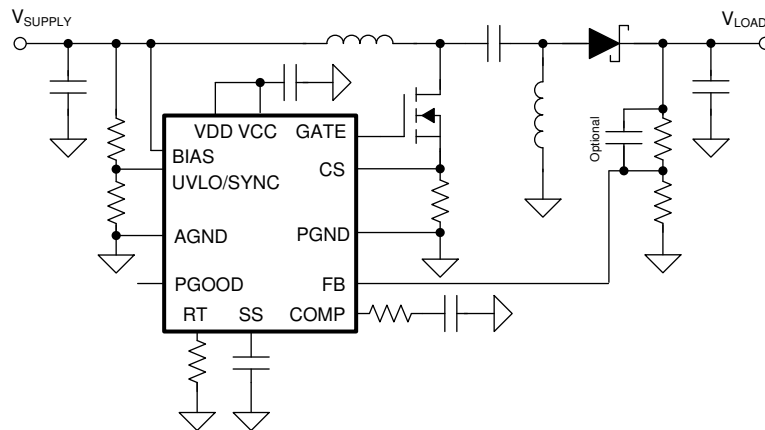 VSUPPLY
VLOAD
VDD VCC GATE
BIAS
UVLO/SYNC
CS
Optional
AGND
PGND
PGOOD
FB
RT SS COMP